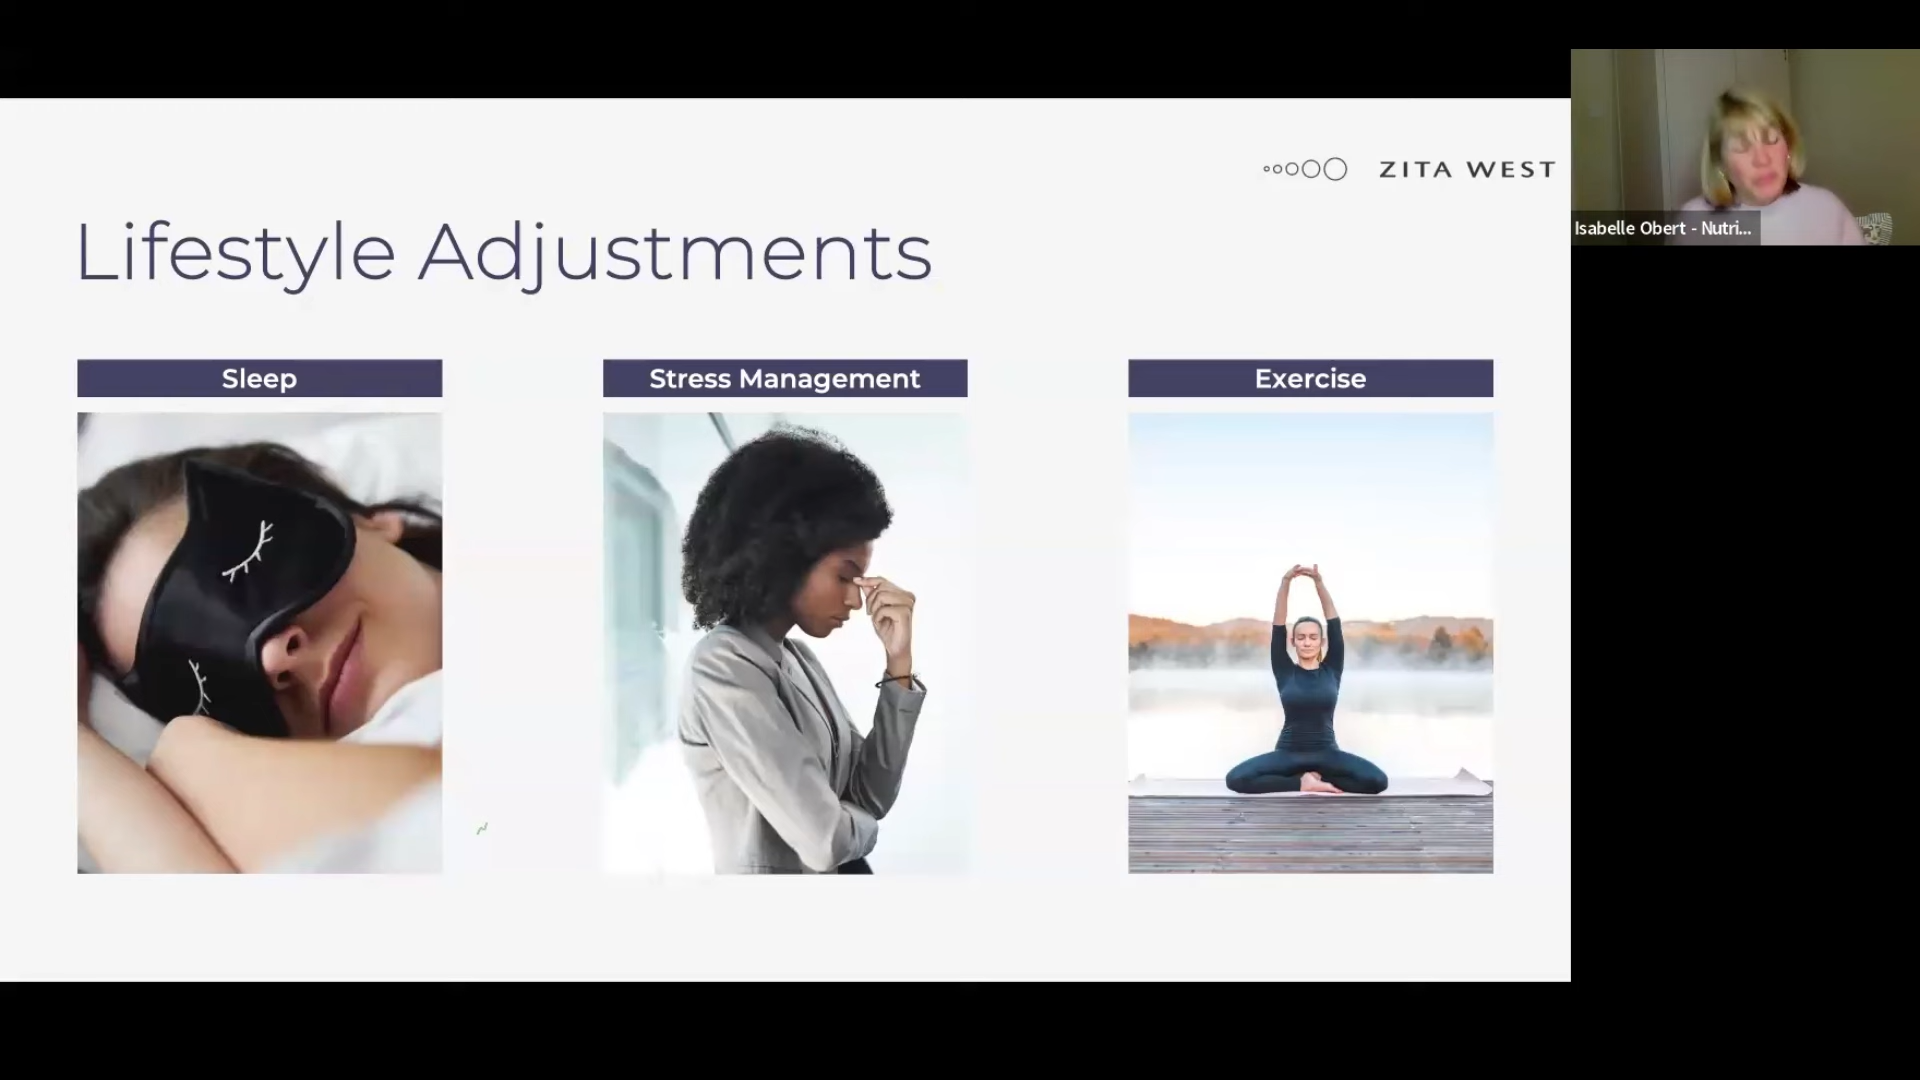 ZITA WEST
Isabelle Obert - Nutri...
Lifestyle Adjustments
Sleep
Stress Management
Exercise